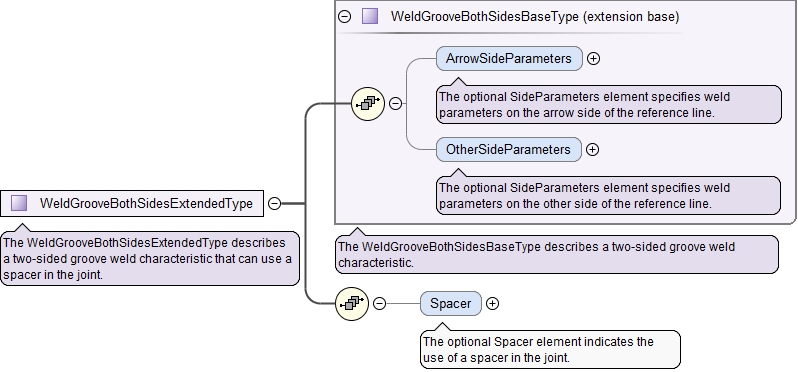 WeldGrooveBothSidesBaseType (extension base)
ArrowSideParameters
The optional SideParameters element specifies weld
parameters on the arrow side of the reference line.
OtherSideParameters
The optional SideParameters element specifies weld
parameters on the other side of the reference line.
WeldGrooveBothSidesExtendedType
The WeldGrooveBothSidesExtendedType describes
a two-sided groove weld characteristic that can use a
spacer in the joint.
The WeldGrooveBothSidesBaseType describes a two-sided groove weld
characteristic.
Spacer
The optional Spacer element indicates the
use of a spacer in the joint.